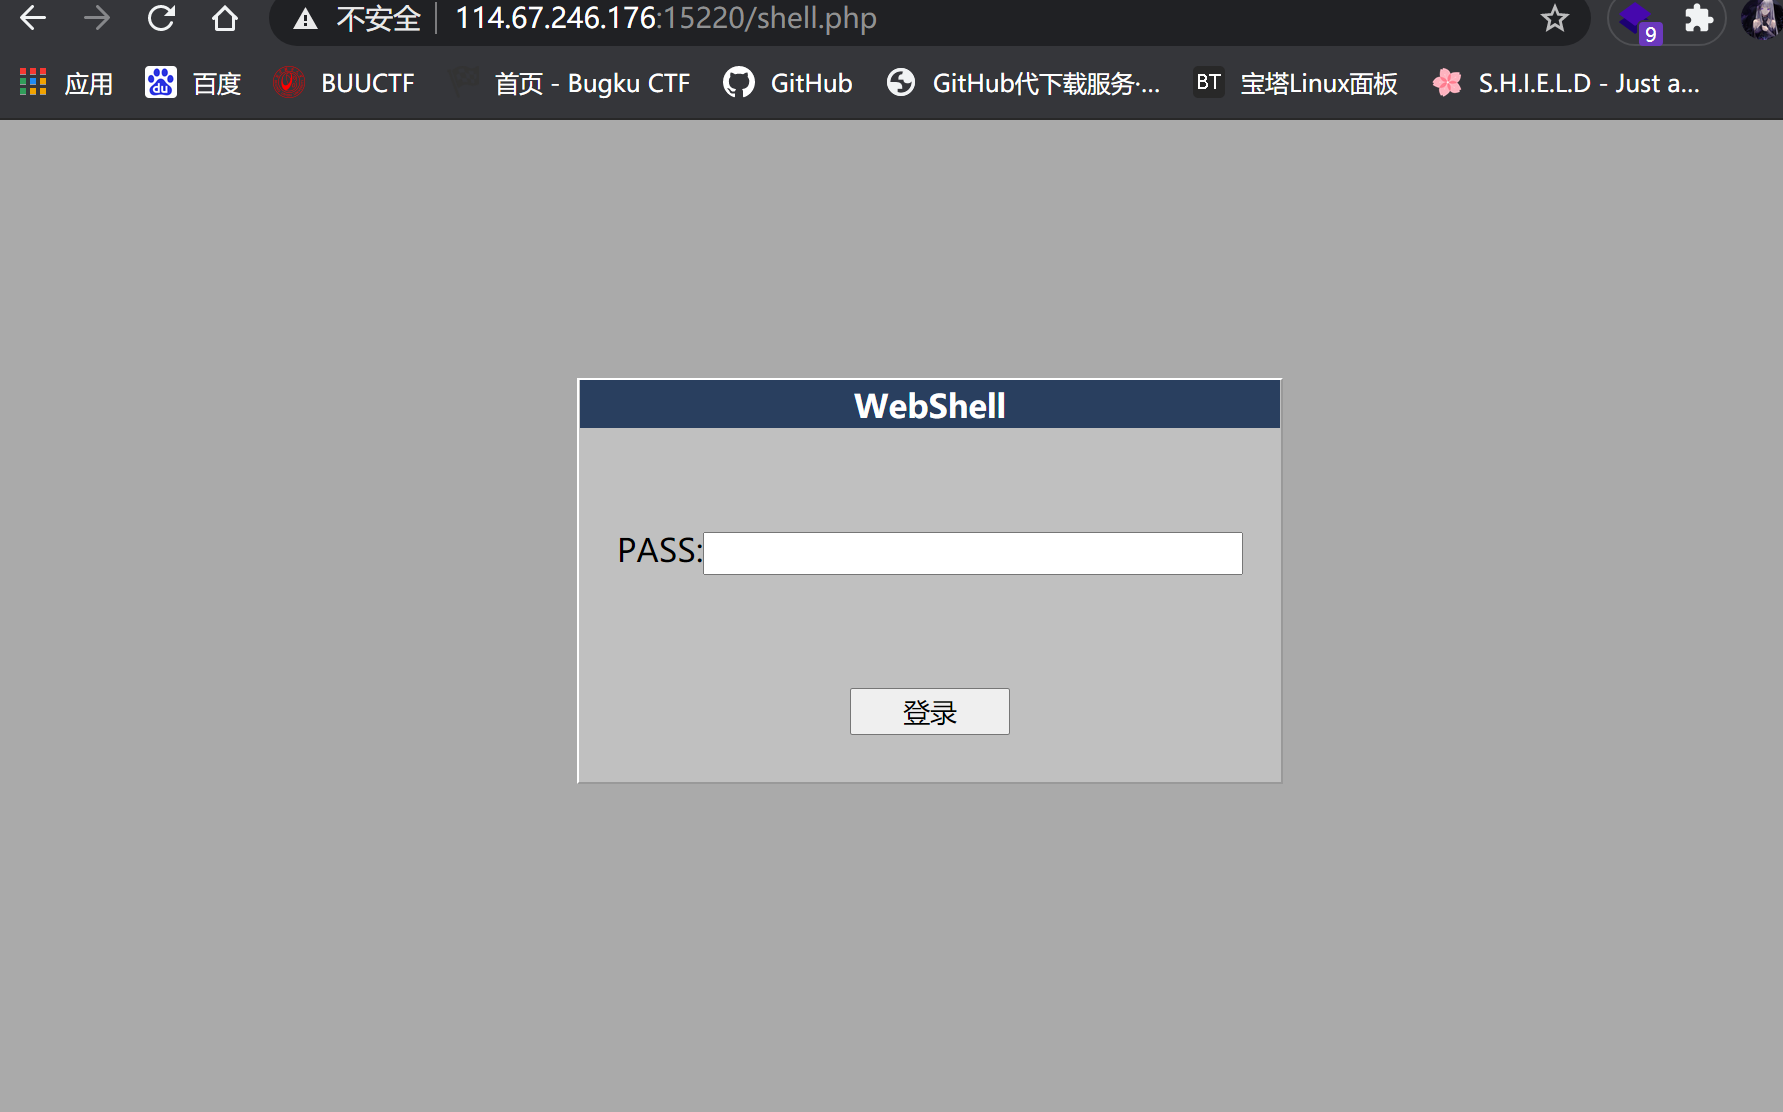 不安全 114.67.246.176:15220/shell.php
9
应用 du 百度 BUUCTF 首页 - Bugku CTF GitHub GitHub代下载服务·... BT 宝塔Linux面板 S.H.I.E.L.D - Just a...
WebShell
PASS:
登录